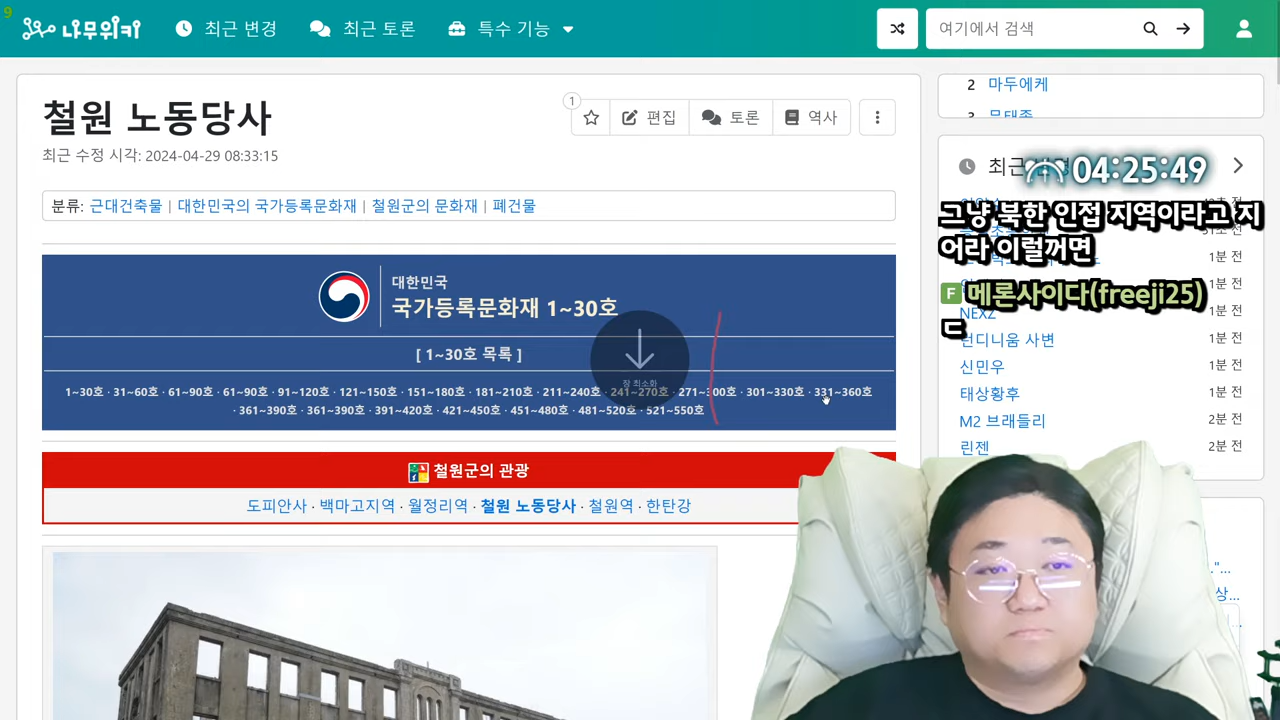 9
나무위키
최근 변경
최근 토론
특수 기능
여기에서 검색
철원 노동당사
최근 수정 시각: 2024-04-29 08:33:15
1
편집
토론
역사
분류: 근대건축물 | 대한민국의 국가등록문화재 | 철원군의 문화재 | 폐건물
대한민국
국가등록문화재 1~30호
[ 1~30호 목록 ]
창 최소화
1~30호 · 31~60호 · 61~90호 · 61~90호 · 91~120호 · 121~150호 · 151~180호 · 181~210호 · 211~240호 · 241~270호 · 271~300호 · 301~330호 · 331~360호
· 361~390호 · 361~390호 · 391~420호 · 421~450호 · 451~480호 · 481~520호 · 521~550호
철원군의 관광
도피안사 · 백마고지역 · 월정리역 · 철원 노동당사 · 철원역 · 한탄강
2 마두에케
3 무태종
최근
04:25:49
그냥 북한 인접 지역이라고 지
어라 이럴꺼면
F 메론사이다(freeji25)
ㄷ
1분 전
1분 전
NEXZ 1분 전
런디니움 사변 1분 전
신민우 1분 전
태상황후 1분 전
M2 브래들리 2분 전
린젠 2분 전
."...
상...